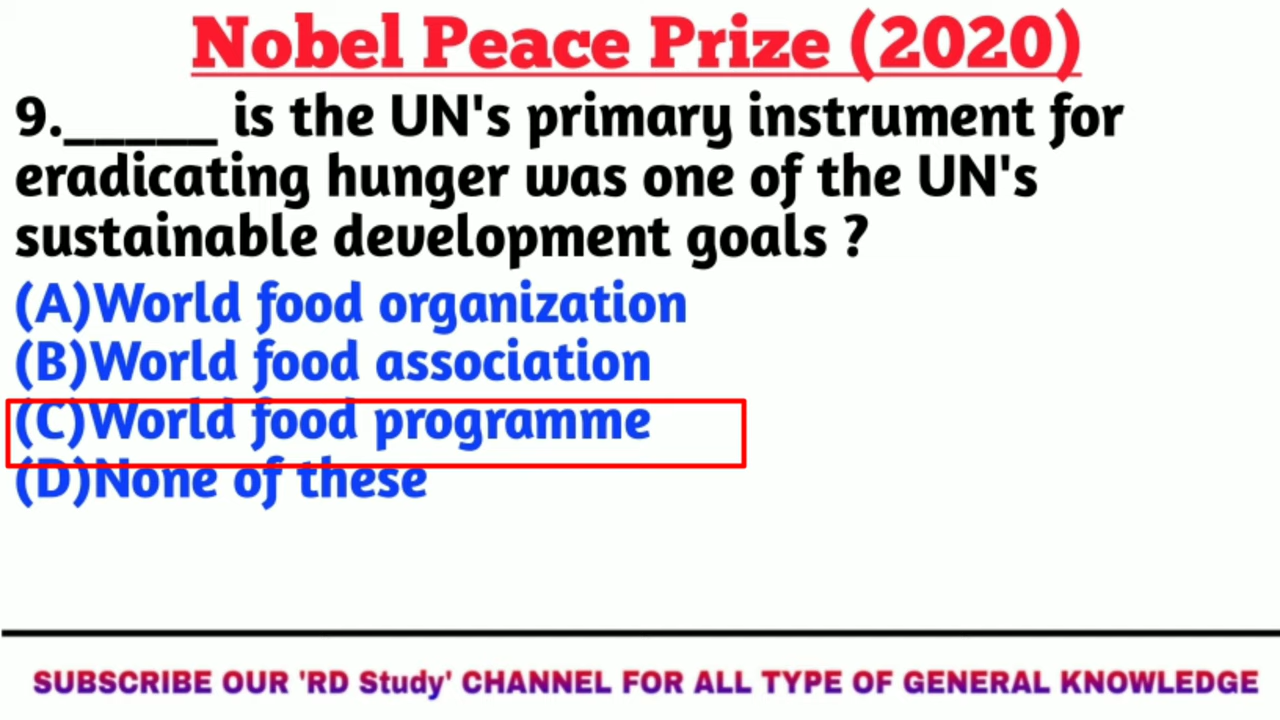 Nobel Peace Prize (2020)
9._____ is the UN's primary instrument for
eradicating hunger was one of the UN's
sustainable development goals ?
(A)World food organization
(B)World food association
(C)World food programme
(D)None of these
SUBSCRIBE OUR 'RD Study' CHANNEL FOR ALL TYPE OF GENERAL KNOWLEDGE